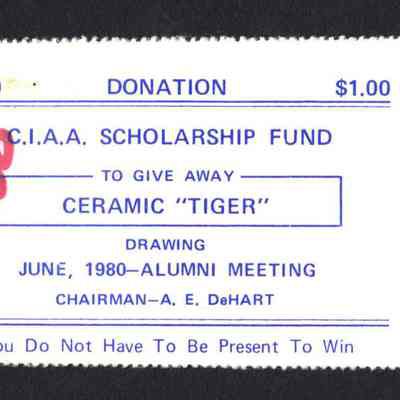 DONATION $1.00
C.I.A.A. SCHOLARSHIP FUND
TO GIVE AWAY
CERAMIC "TIGER"
DRAWING
JUNE, 1980—ALUMNI MEETING
CHAIRMAN—A. E. DeHART
ou Do Not Have To Be Present To Win